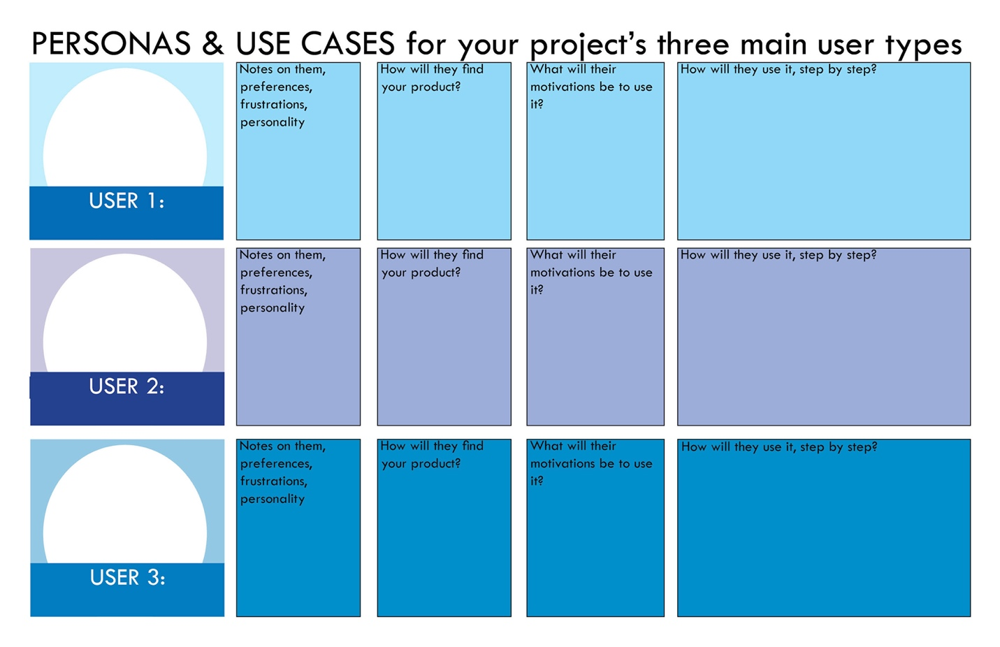 PERSONAS & USE CASES for your project’s three main user types
USER 1:
Notes on them,
preferences,
frustrations,
personality
How will they find
your product?
What will their
motivations be to use
it?
How will they use it, step by step?
USER 2:
Notes on them,
preferences,
frustrations,
personality
How will they find
your product?
What will their
motivations be to use
it?
How will they use it, step by step?
USER 3:
Notes on them,
preferences,
frustrations,
personality
How will they find
your product?
What will their
motivations be to use
it?
How will they use it, step by step?